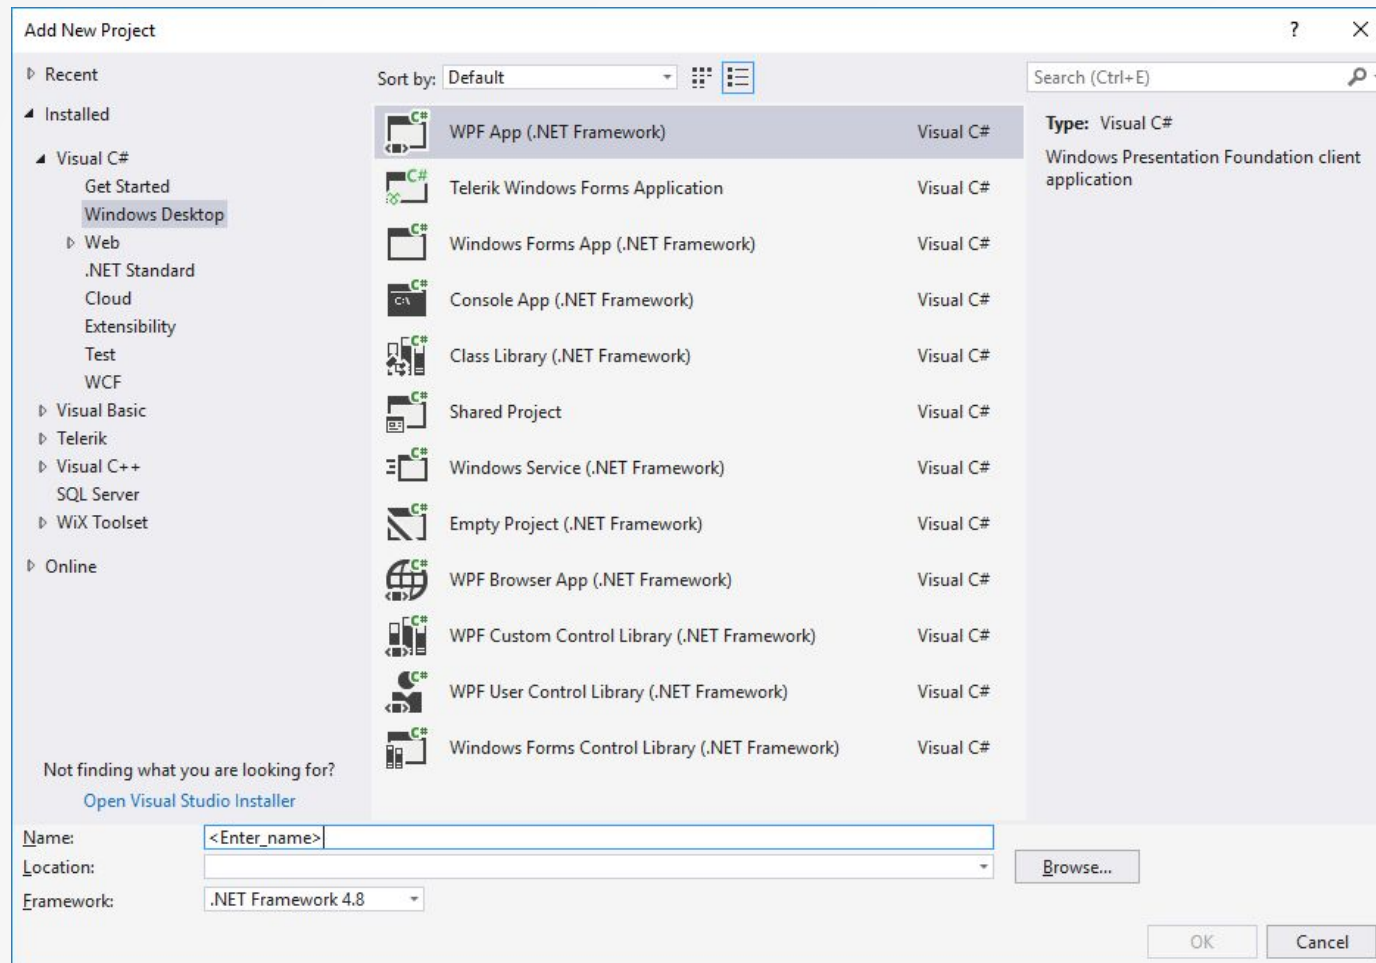 Add New Project
?
Recent
Installed
Visual C#
Get Started
Windows Desktop
Web
.NET Standard
Cloud
Extensibility
Test
WCF
Visual Basic
Telerik
Visual C++
SQL Server
WiX Toolset
Online
Not finding what you are looking for?
Open Visual Studio Installer
Sort by: Default
WPF App (.NET Framework) Visual C#
Telerik Windows Forms Application Visual C#
Windows Forms App (.NET Framework) Visual C#
Console App (.NET Framework) Visual C#
Class Library (.NET Framework) Visual C#
Shared Project Visual C#
Windows Service (.NET Framework) Visual C#
Empty Project (.NET Framework) Visual C#
WPF Browser App (.NET Framework) Visual C#
WPF Custom Control Library (.NET Framework) Visual C#
WPF User Control Library (.NET Framework) Visual C#
Windows Forms Control Library (.NET Framework) Visual C#
Search (Ctrl+E)
Type: Visual C#
Windows Presentation Foundation client
application
Name: <Enter_name>
Location:
Browse...
Framework: .NET Framework 4.8
OK Cancel